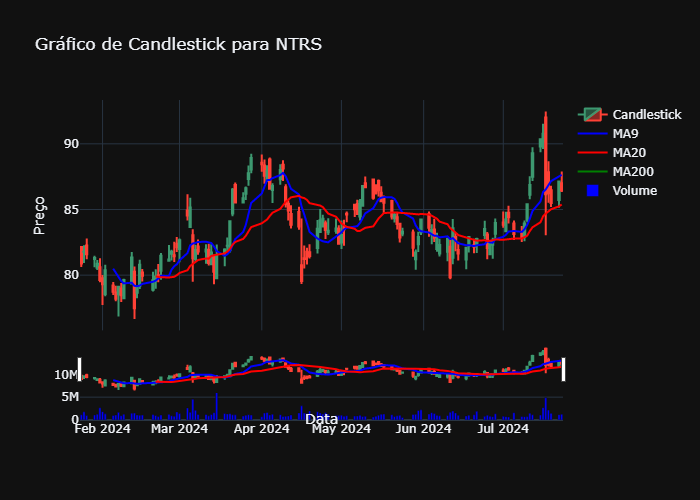 Gráfico de Candlestick para NTRS
Candlestick
MA9
MA20
MA200
Volume
Preço
90
85
80
10M
5M
0
Data
Feb 2024
Mar 2024
Apr 2024
May 2024
Jun 2024
Jul 2024